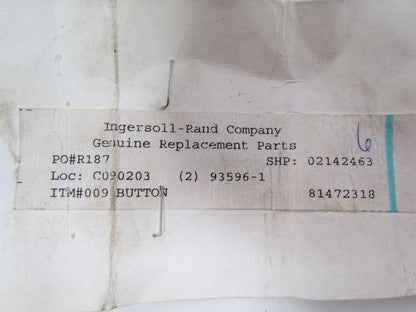 Ingersoll-Rand Company
Genuine Replacement Parts 6
PO#R187 SHP: 02142463
Loc: C090203 (2) 93596-1
ITM#009 BUTTON 81472318